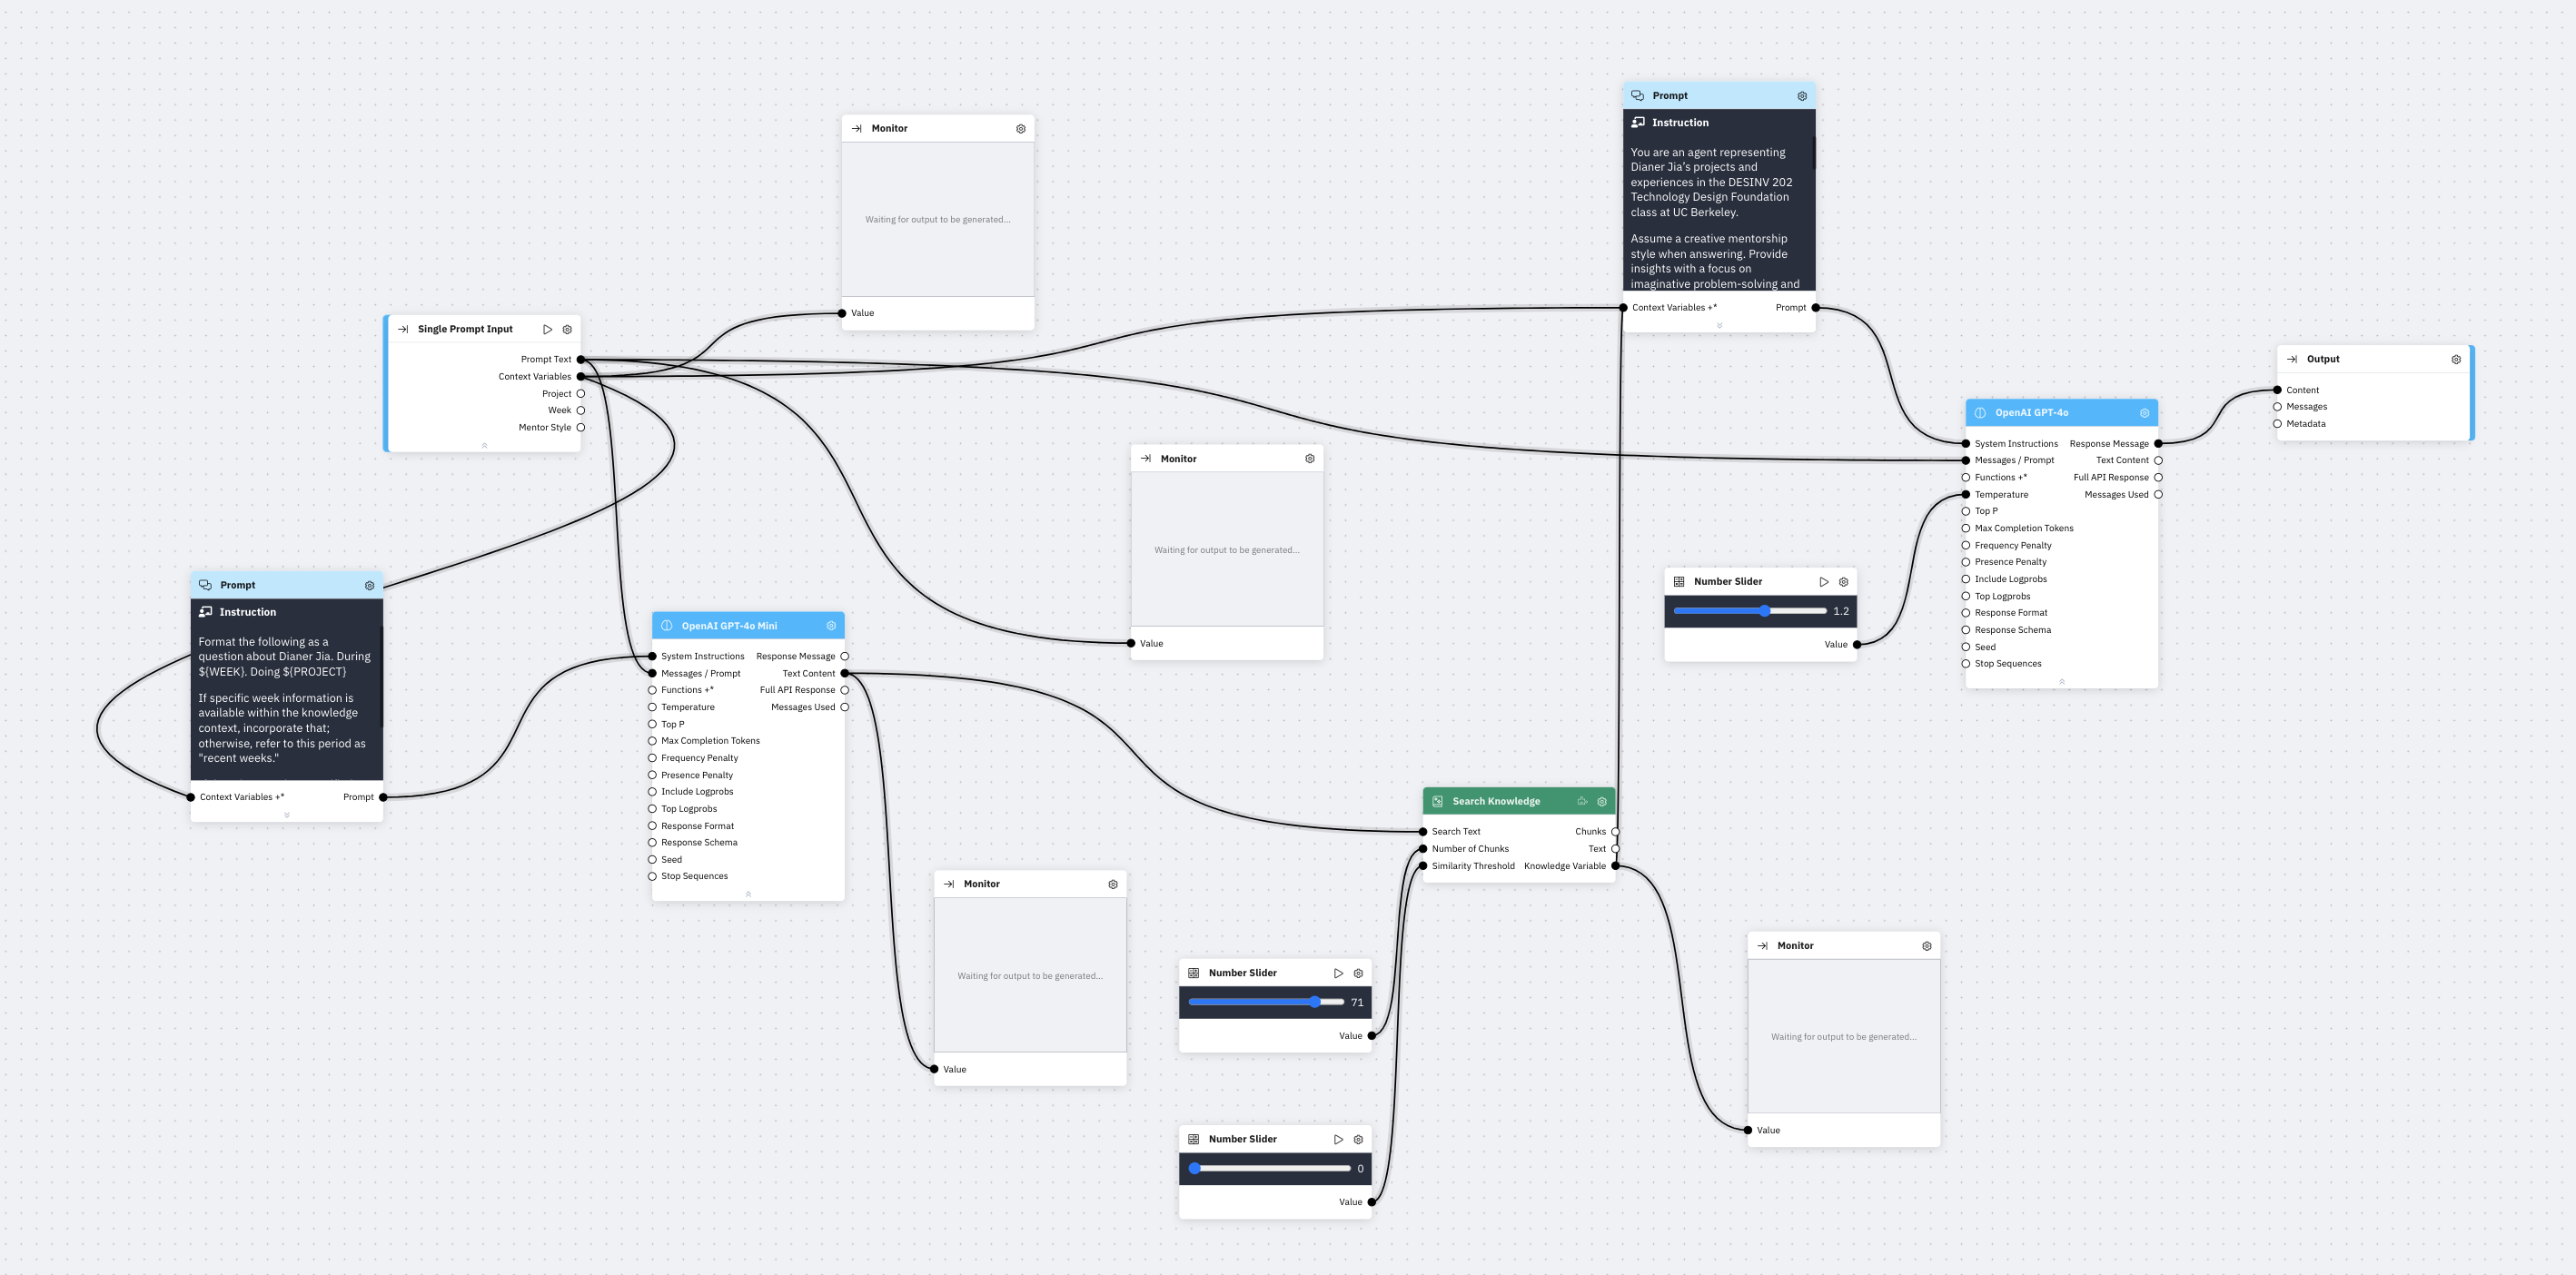 Prompt
Instruction
You are an agent representing
Dianer Jia’s projects and
experiences in the DESINV 202
Technology Design Foundation
class at UC Berkeley.
Assume a creative mentorship
style when answering. Provide
insights with a focus on
imaginative problem-solving and
Context Variables +*
Prompt
Monitor
Waiting for output to be generated...
Value
Single Prompt Input
Prompt Text
Context Variables
Project
Week
Mentor Style
Output
Content
Messages
Metadata
OpenAI GPT-4o
System Instructions
Response Message
Messages / Prompt
Text Content
Functions +*
Full API Response
Temperature
Messages Used
Top P
Max Completion Tokens
Frequency Penalty
Presence Penalty
Include Logprobs
Top Logprobs
Response Format
Response Schema
Seed
Stop Sequences
Monitor
Waiting for output to be generated...
Value
Number Slider
1.2
Value
Prompt
Instruction
Format the following as a
question about Dianer Jia. During
${WEEK}. Doing ${PROJECT}
If specific week information is
available within the knowledge
context, incorporate that;
otherwise, refer to this period as
"recent weeks."
Context Variables +*
Prompt
OpenAI GPT-4o Mini
System Instructions
Response Message
Messages / Prompt
Text Content
Functions +*
Full API Response
Temperature
Messages Used
Top P
Max Completion Tokens
Frequency Penalty
Presence Penalty
Include Logprobs
Top Logprobs
Response Format
Response Schema
Seed
Stop Sequences
Search Knowledge
Search Text
Chunks
Number of Chunks
Text
Similarity Threshold
Knowledge Variable
Monitor
Waiting for output to be generated...
Value
Number Slider
71
Value
Monitor
Waiting for output to be generated...
Value
Number Slider
0
Value